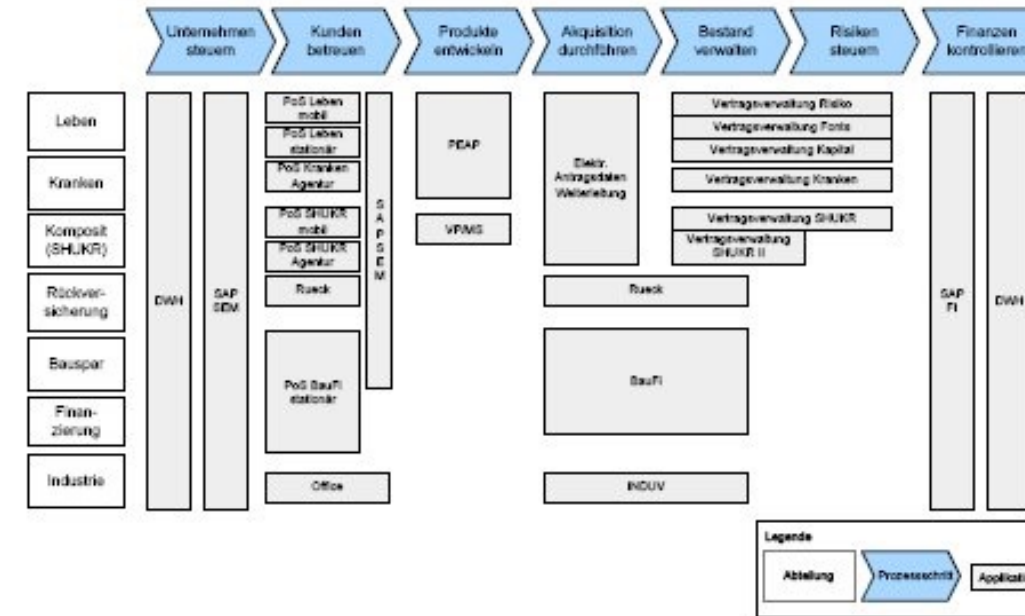 Unternehmen
steuern
Kunden
betreuen
Produkte
entwickeln
Akquisition
durchführen
Bestand
verwalten
Risiken
steuern
Finanzen
kontrollieren
Leben
Kranken
Komposit
(SHUKR)
Rückver-
sicherung
Bauspar
Finan-
zierung
Industrie
DWH
SAP
SEM
PoS Leben
mobil
PoS Leben
stationär
PoS Kranken
Agentur
PoS SHUKR
mobil
PoS SHUKR
Agentur
Rueck
PoS BauFi
stationär
Office
S
A
P
S
E
M
PEAP
VP/MS
Elektr.
Antragsdaten
Weiterleitung
Rueck
BauFi
INDUV
Vertragsverwaltung Risiko
Vertragsverwaltung Fonds
Vertragsverwaltung Kapital
Vertragsverwaltung Kranken
Vertragsverwaltung SHUKR
Vertragsverwaltung
SHUKR II
SAP
FI
DWH
Legende
Abteilung
Prozessschritt
Applikati